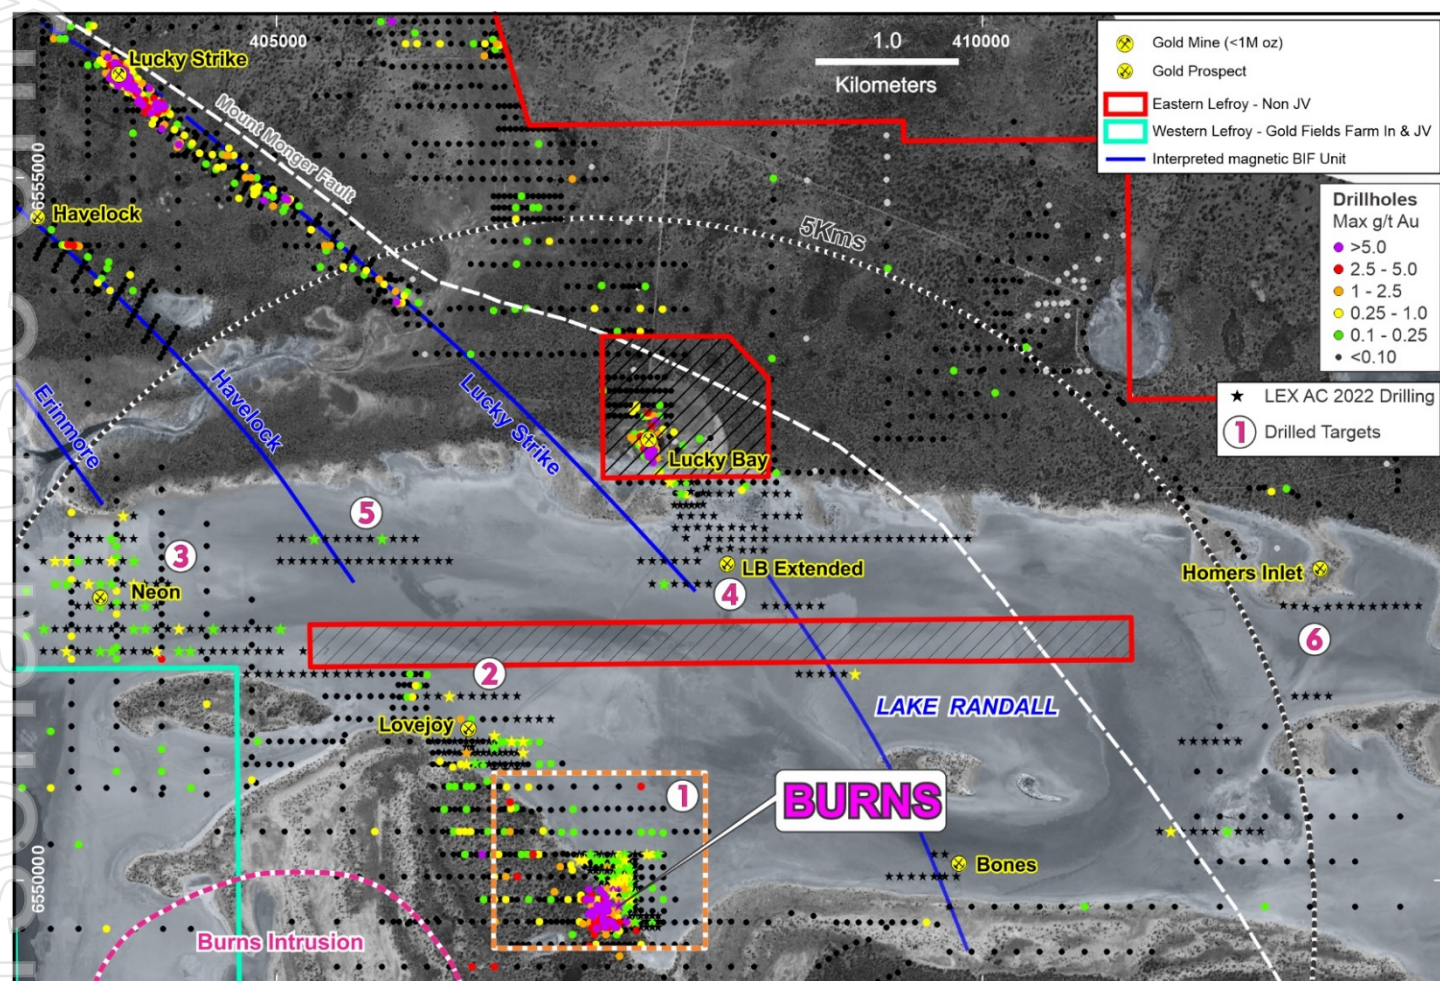 405000
410000
1.0
Kilometers
Lucky Strike
Mount Monger Fault
6555000
Havelock
5Kms
Gold Mine (<1M oz)
Gold Prospect
Eastern Lefroy - Non JV
Western Lefroy - Gold Fields Farm In & JV
Interpreted magnetic BIF Unit
Drillholes
Max g/t Au
>5.0
2.5 - 5.0
1 - 2.5
0.25 - 1.0
0.1 - 0.25
<0.10
LEX AC 2022 Drilling
1 Drilled Targets
Erinmore
Havelock
Lucky Strike
Lucky Bay
5
3
Neon
LB Extended
4
Homers Inlet
6
2
Lovejoy
LAKE RANDALL
1
BURNS
Bones
6550000
Burns Intrusion